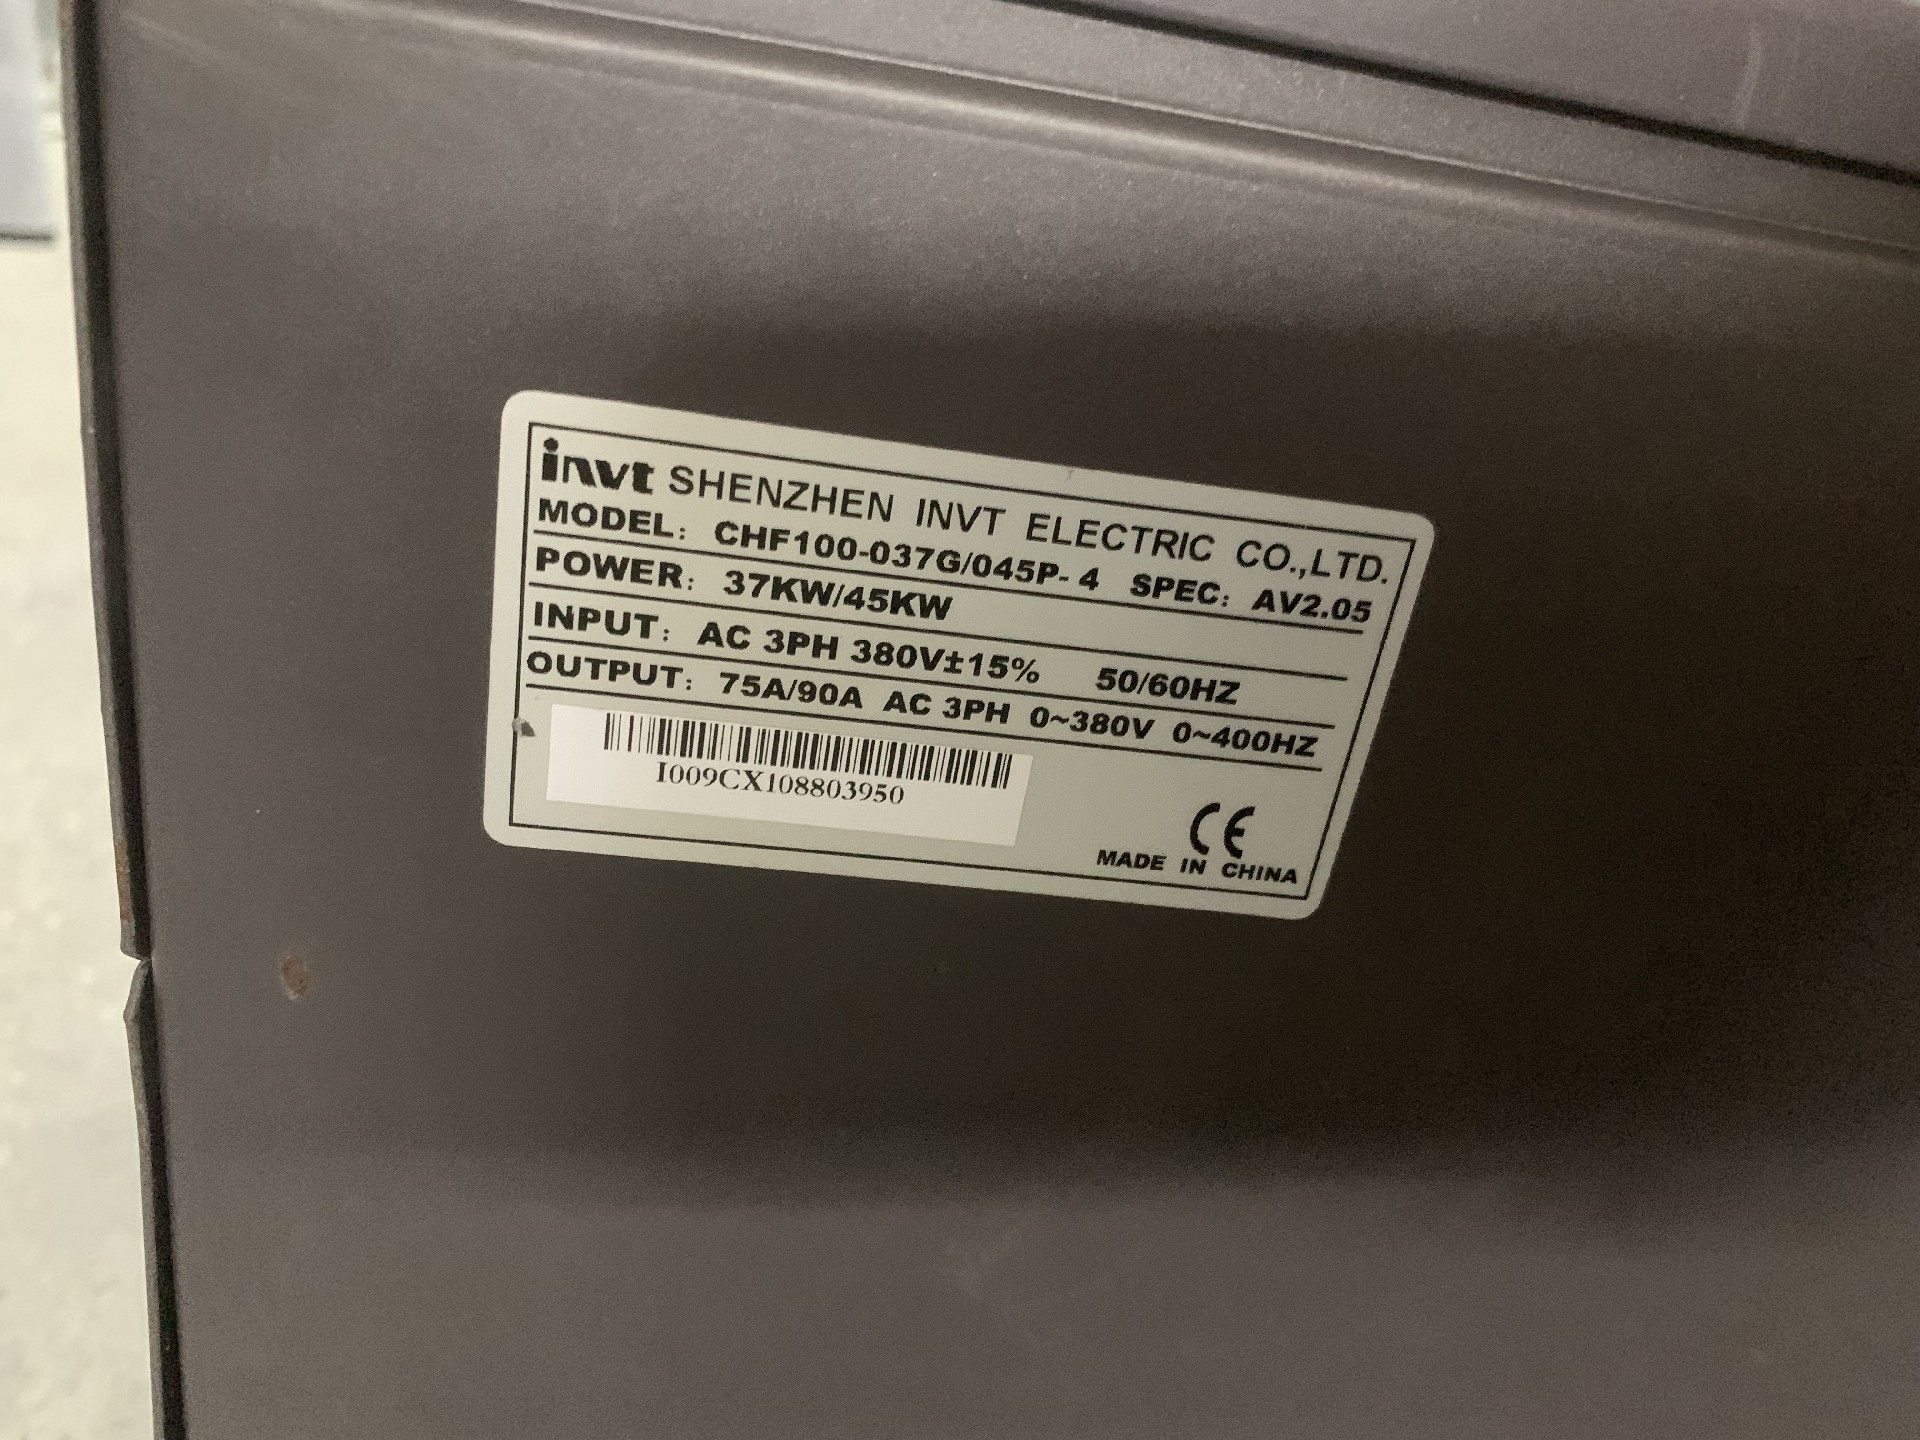 invt SHENZHEN INVT ELECTRIC CO.,LTD.
MODEL: CHF100-037G/045P-4 SPEC: AV2.05
POWER: 37KW/45KW
INPUT: AC 3PH 380V±15% 50/60HZ
OUTPUT: 75A/90A AC 3PH 0~380V 0~400HZ
I009CX108803950
CE
MADE IN CHINA